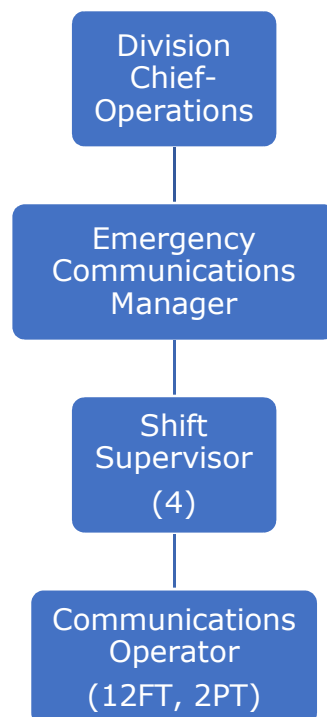 Division
Chief-
Operations
Emergency
Communications
Manager
Shift
Supervisor
(4)
Communications
Operator
(12FT, 2PT)